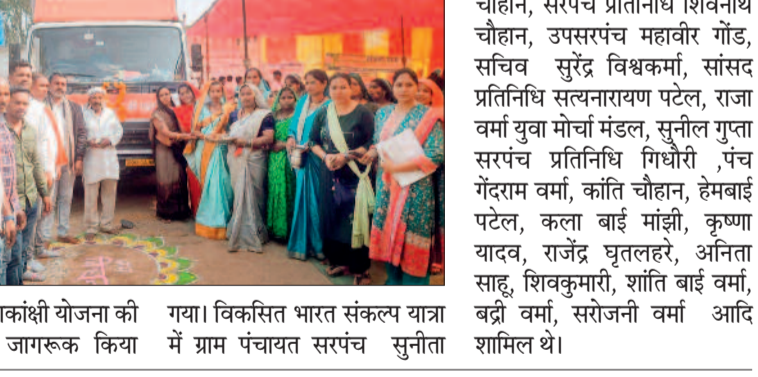 ाकांक्षी योजना की
जागरूक किया
गया। विकसित भारत संकल्प यात्रा
में ग्राम पंचायत सरपंच सुनीता
चौहान, सरपंच प्रतिनिधि शिवनाथ
चौहान, उपसरपंच महावीर गोंड,
सचिव सुरेंद्र विश्वकर्मा, सांसद
प्रतिनिधि सत्यनारायण पटेल, राजा
वर्मा युवा मोर्चा मंडल, सुनील गुप्ता
सरपंच प्रतिनिधि गिधौरी ,पंच
गेंदराम वर्मा, कांति चौहान, हेमबाई
पटेल, कला बाई मांझी, कृष्णा
यादव, राजेंद्र घृतलहरे, अनिता
साहू, शिवकुमारी, शांति बाई वर्मा,
बद्री वर्मा, सरोजनी वर्मा आदि
शामिल थे।